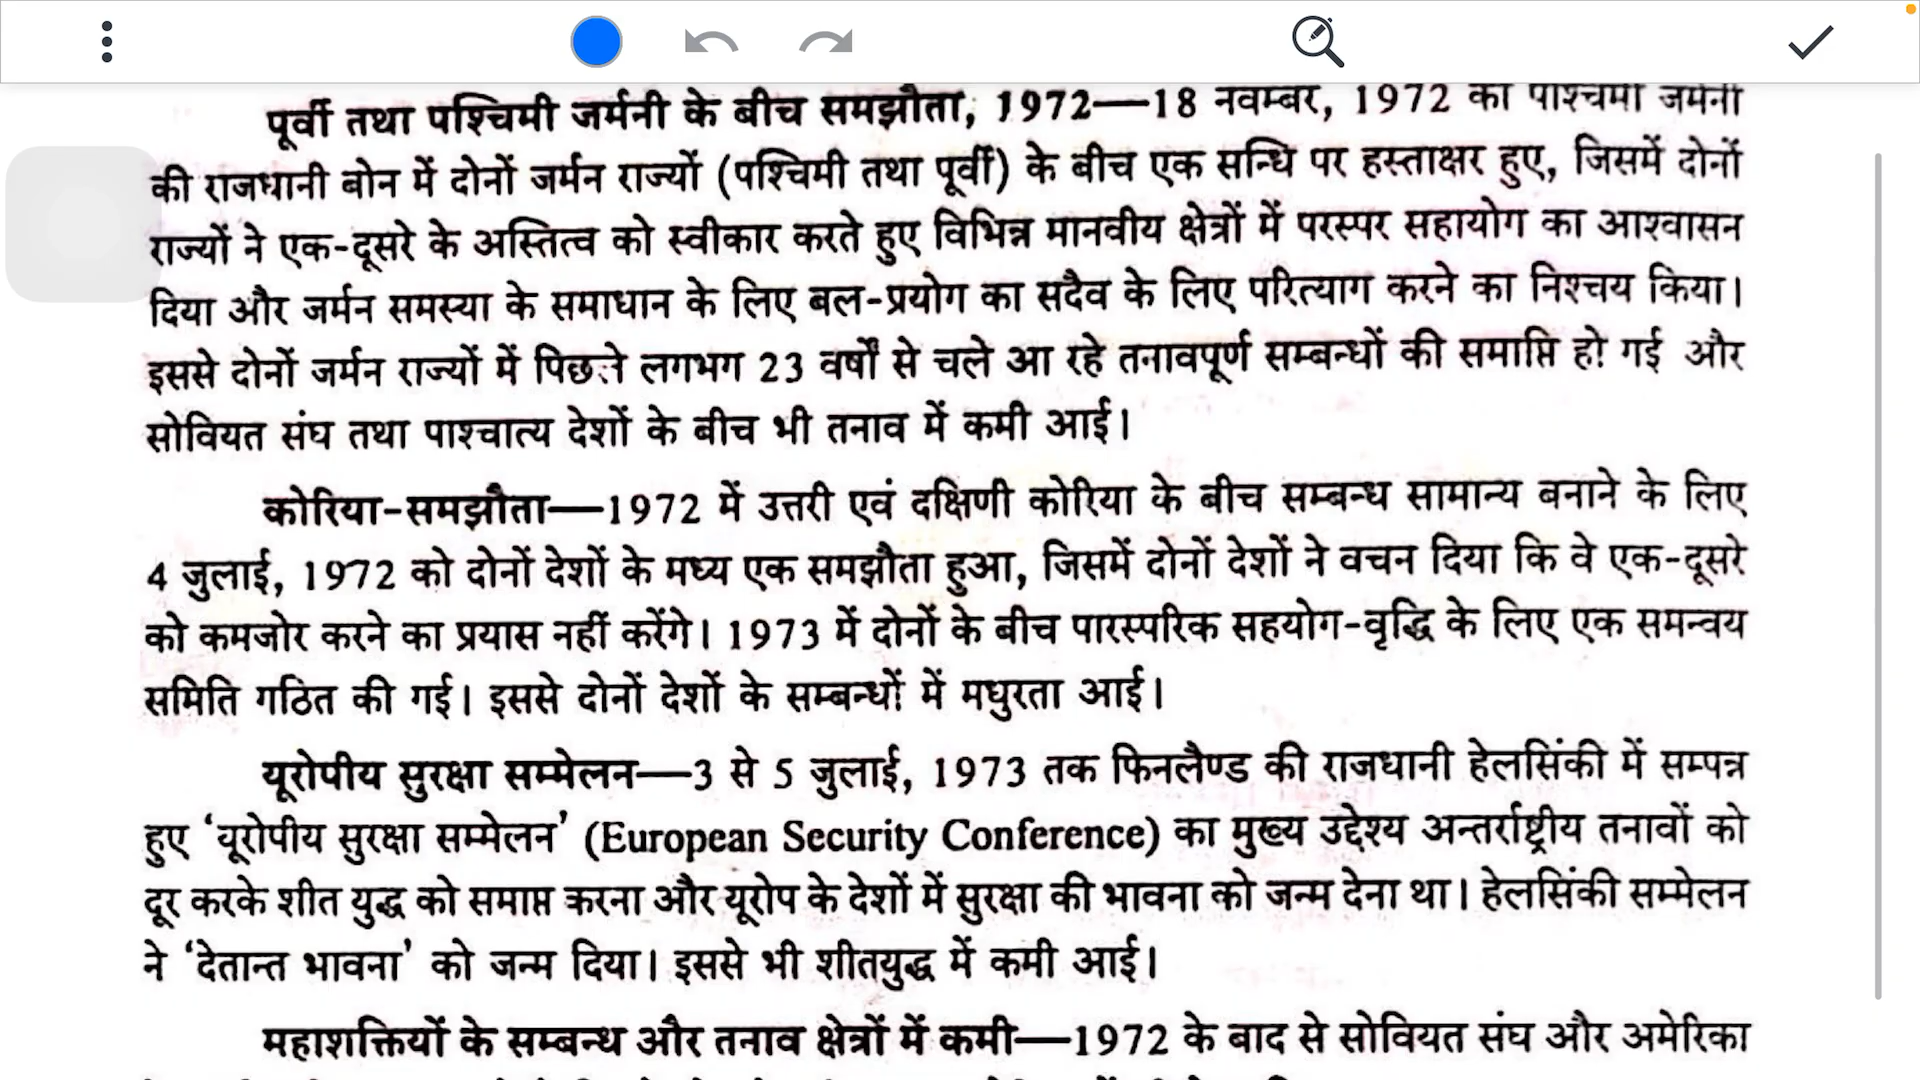 पूर्वी तथा पश्चिमी जर्मनी के बीच समझौता, 1972—18 नवम्बर, 1972 को पश्चिमी जर्मनी
की राजधानी बोन में दोनों जर्मन राज्यों (पश्चिमी तथा पूर्वी) के बीच एक सन्धि पर हस्ताक्षर हुए, जिसमें दोनों
राज्यों ने एक-दूसरे के अस्तित्व को स्वीकार करते हुए विभिन्न मानवीय क्षेत्रों में परस्पर सहायोग का आश्वासन
दिया और जर्मन समस्या के समाधान के लिए बल-प्रयोग का सदैव के लिए परित्याग करने का निश्चय किया।
इससे दोनों जर्मन राज्यों में पिछले लगभग 23 वर्षों से चले आ रहे तनावपूर्ण सम्बन्धों की समाप्ति हो गई और
सोवियत संघ तथा पाश्चात्य देशों के बीच भी तनाव में कमी आई।
कोरिया-समझौता—1972 में उत्तरी एवं दक्षिणी कोरिया के बीच सम्बन्ध सामान्य बनाने के लिए
4 जुलाई, 1972 को दोनों देशों के मध्य एक समझौता हुआ, जिसमें दोनों देशों ने वचन दिया कि वे एक-दूसरे
को कमजोर करने का प्रयास नहीं करेंगे। 1973 में दोनों के बीच पारस्परिक सहयोग-वृद्धि के लिए एक समन्वय
समिति गठित की गई। इससे दोनों देशों के सम्बन्धों में मधुरता आई।
यूरोपीय सुरक्षा सम्मेलन—3 से 5 जुलाई, 1973 तक फिनलैण्ड की राजधानी हेलसिंकी में सम्पन्न
हुए ‘यूरोपीय सुरक्षा सम्मेलन’ (European Security Conference) का मुख्य उद्देश्य अन्तर्राष्ट्रीय तनावों को
दूर करके शीत युद्ध को समाप्त करना और यूरोप के देशों में सुरक्षा की भावना को जन्म देना था। हेलसिंकी सम्मेलन
ने ‘देतान्त भावना’ को जन्म दिया। इससे भी शीतयुद्ध में कमी आई।
महाशक्तियों के सम्बन्ध और तनाव क्षेत्रों में कमी—1972 के बाद से सोवियत संघ और अमेरिका